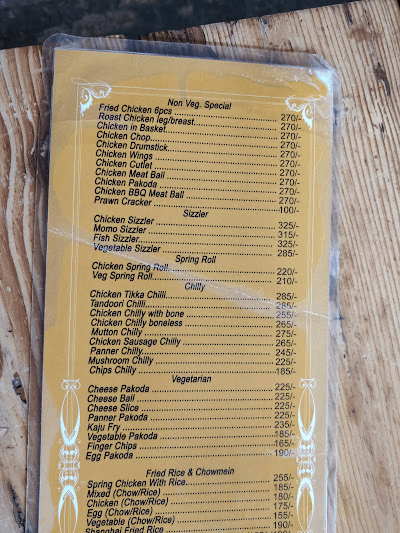 Non Veg. Special
Fried Chicken 6pcs ........ 270/-
Roast Chicken leg/breast ........ 270/-
Chicken in Basket ........ 270/-
Chicken Chop ........ 270/-
Chicken Drumstick ........ 270/-
Chicken Wings ........ 270/-
Chicken Cutlet ........ 270/-
Chicken Meat Ball ........ 270/-
Chicken Pakoda ........ 270/-
Chicken BBQ Meat Ball ........ 270/-
Prawn Cracker ........ 100/-
Sizzler
Chicken Sizzler ........ 325/-
Momo Sizzler ........ 315/-
Fish Sizzler ........ 325/-
Vegetable Sizzler ........ 285/-
Spring Roll
Chicken Spring Roll ........ 220/-
Veg Spring Roll ........ 210/-
Chilly
Chicken Tikka Chilli ........ 285/-
Tandoori Chilli ........ 285/-
Chicken Chilly with bone ........ 255/-
Chicken Chilly boneless ........ 265/-
Mutton Chilly ........ 275/-
Chicken Sausage Chilly ........ 265/-
Panner Chilly ........ 245/-
Mushroom Chilly ........ 225/-
Chips Chilly ........ 185/-
Vegetarian
Cheese Pakoda ........ 225/-
Cheese Ball ........ 225/-
Cheese Slice ........ 225/-
Panner Pakoda ........ 225/-
Kaju Fry ........ 235/-
Vegetable Pakoda ........ 185/-
Finger Chips ........ 165/-
Egg Pakoda ........ 190/-
Fried Rice & Chowmein
Spring Chicken With Rice ........ 255/-
Mixed (Chow/Rice) ........ 180/-
Chicken (Chow/Rice) ........ 175/-
Egg (Chow/Rice) ........ 155/-
Vegetable (Chow/Rice) ........ 190/-
Shanghai Fried Rice